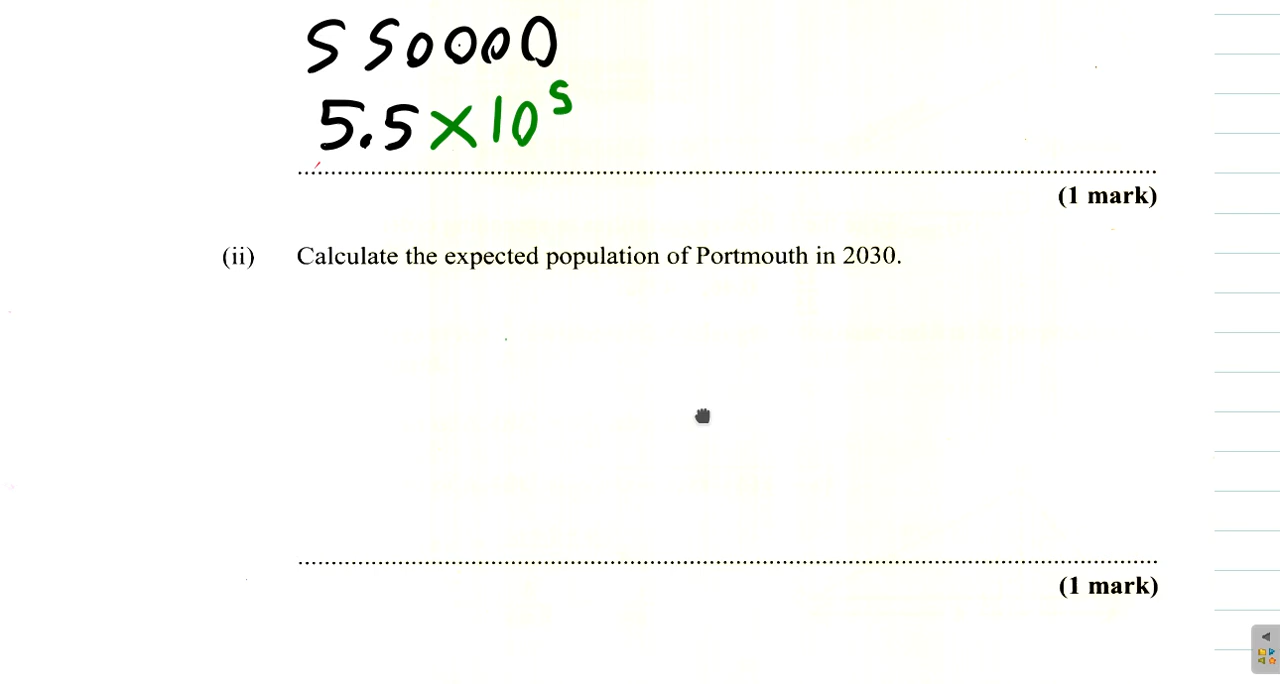 550000
5.5×10⁵
(1 mark)
(ii) Calculate the expected population of Portmouth in 2030.
(1 mark)